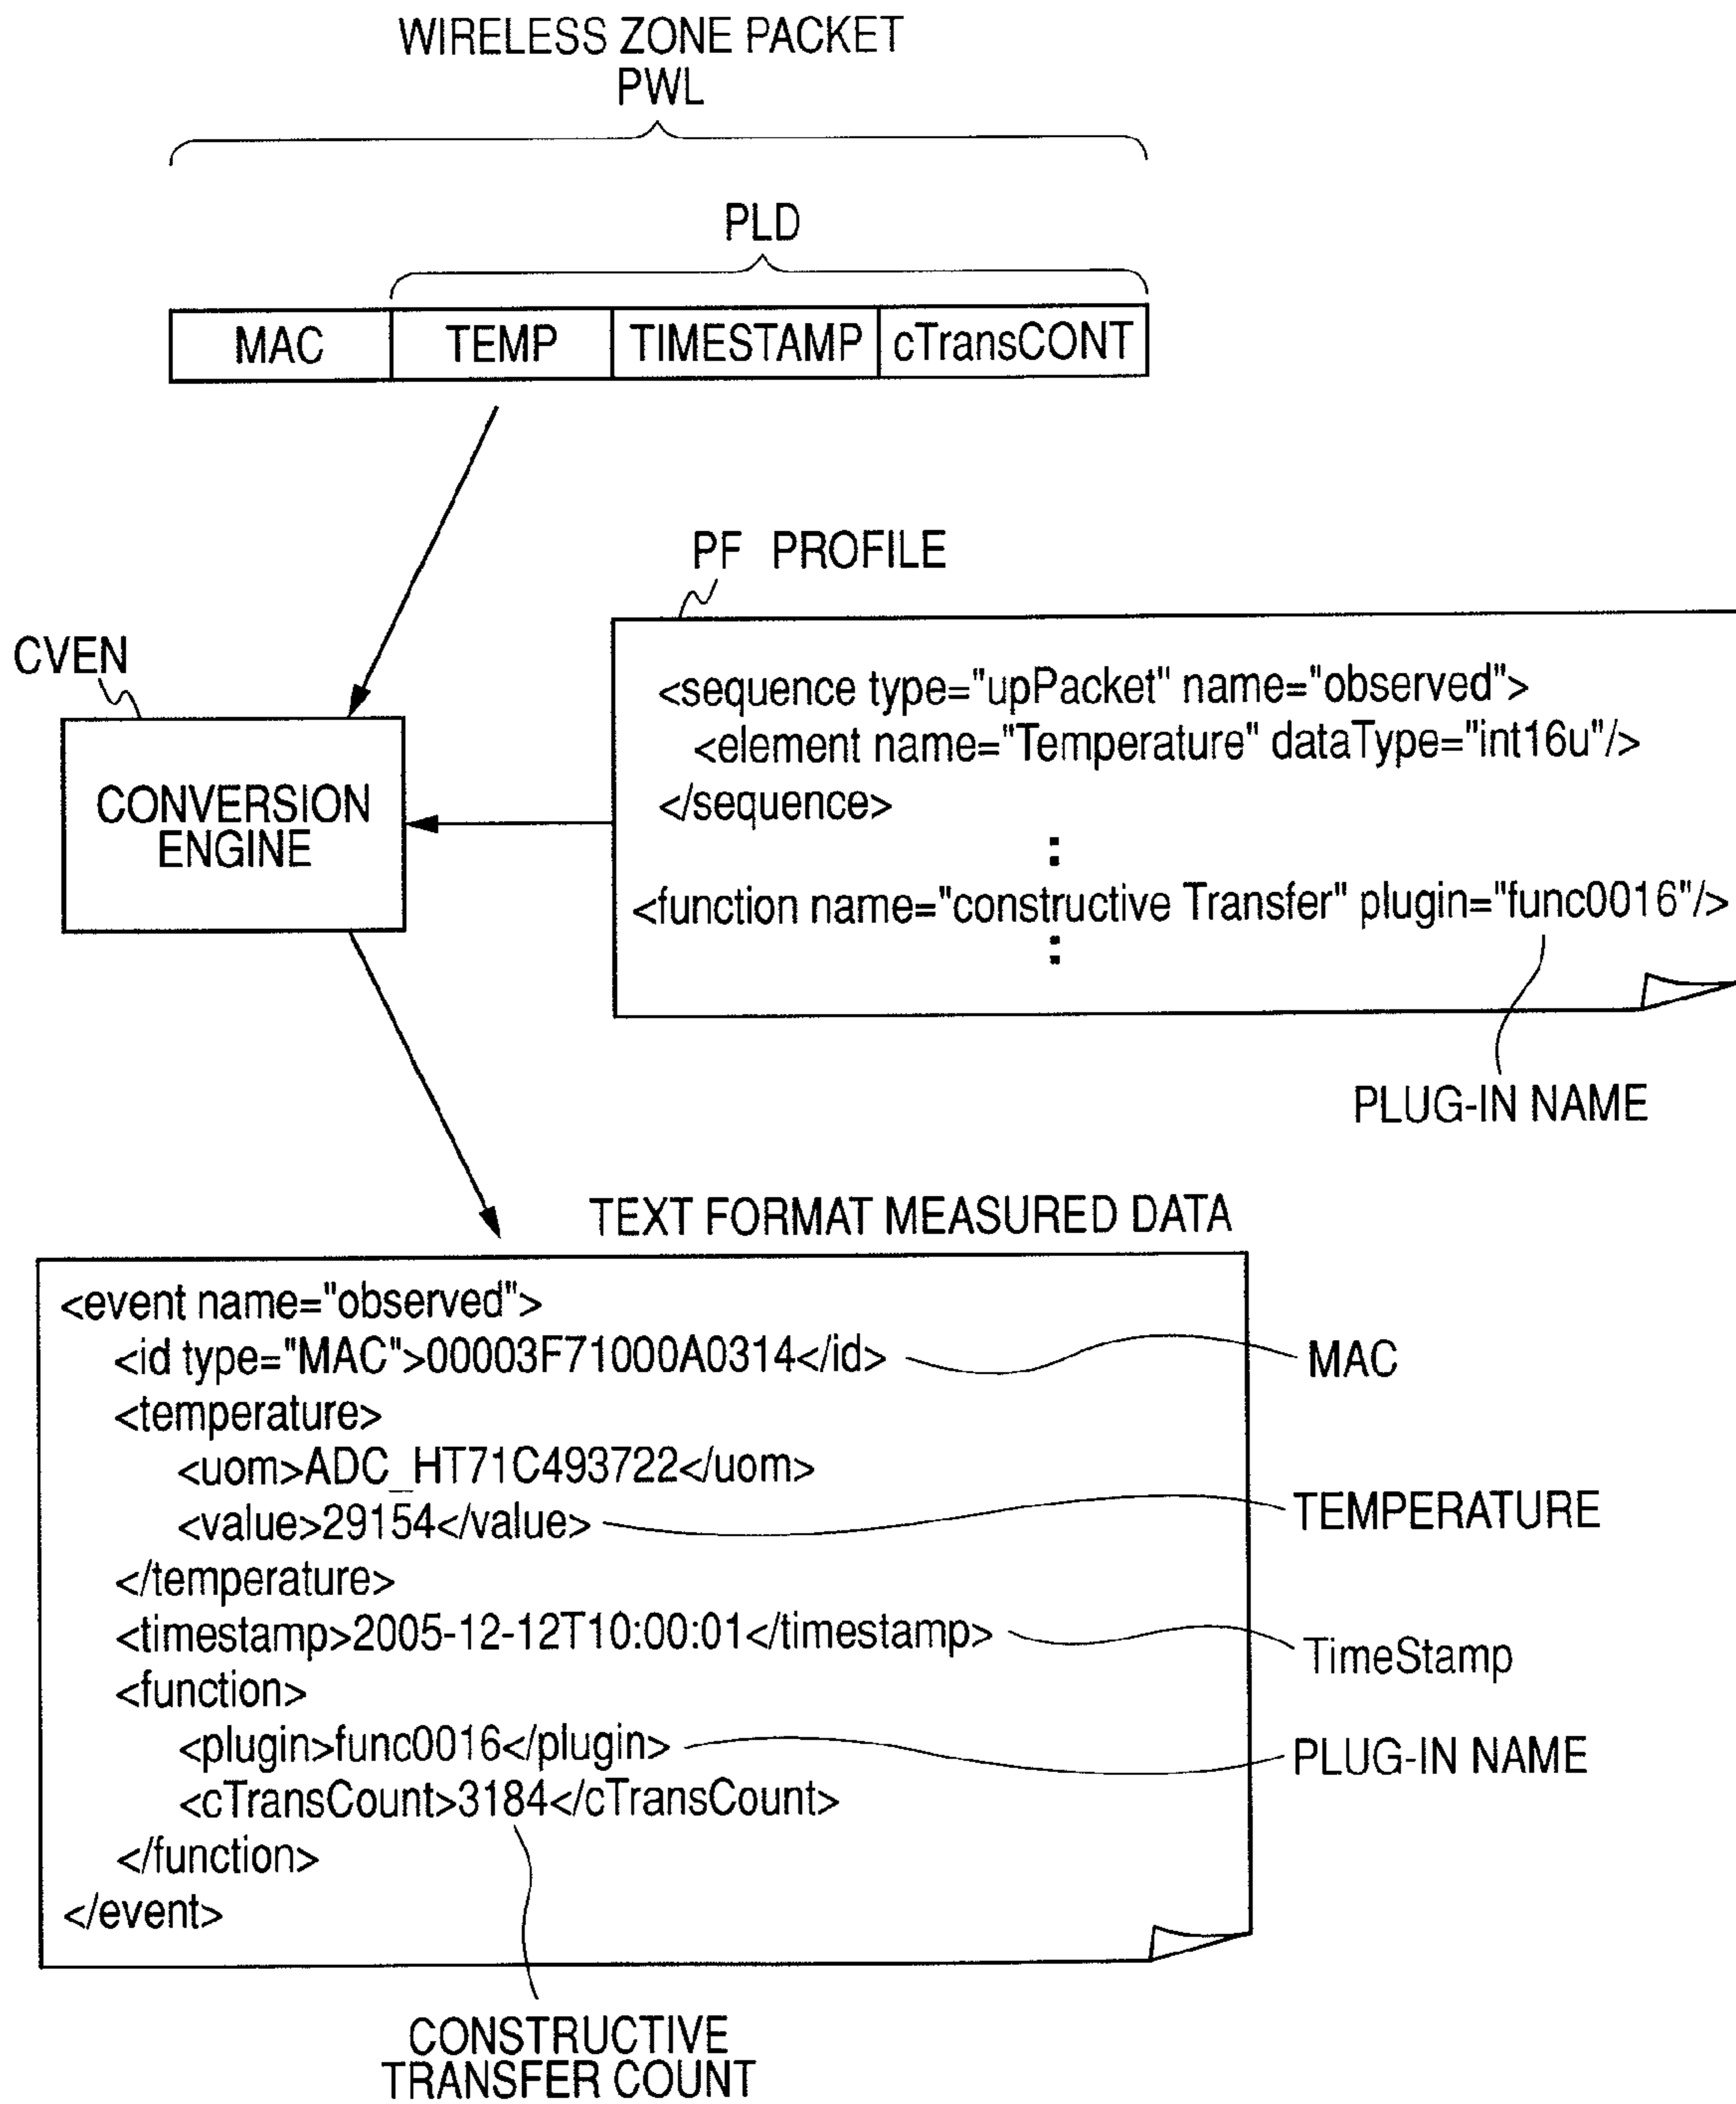 WIRELESS ZONE PACKET
PWL
PLD
MAC TEMP TIMESTAMP cTransCONT
PF PROFILE
CVEN
CONVERSION
ENGINE
<sequence type="upPacket" name="observed">
<element name="Temperature" dataType="int16u"/>
</sequence>
:
<function name="constructive Transfer" plugin="func0016"/>
:
PLUG-IN NAME
TEXT FORMAT MEASURED DATA
<event name="observed">
<id type="MAC">00003F71000A0314</id>
MAC
<temperature>
<uom>ADC_HT71C493722</uom>
<value>29154</value>
TEMPERATURE
</temperature>
<timestamp>2005-12-12T10:00:01</timestamp>
TimeStamp
<function>
<plugin>func0016</plugin>
PLUG-IN NAME
<cTransCount>3184</cTransCount>
</function>
</event>
CONSTRUCTIVE
TRANSFER COUNT